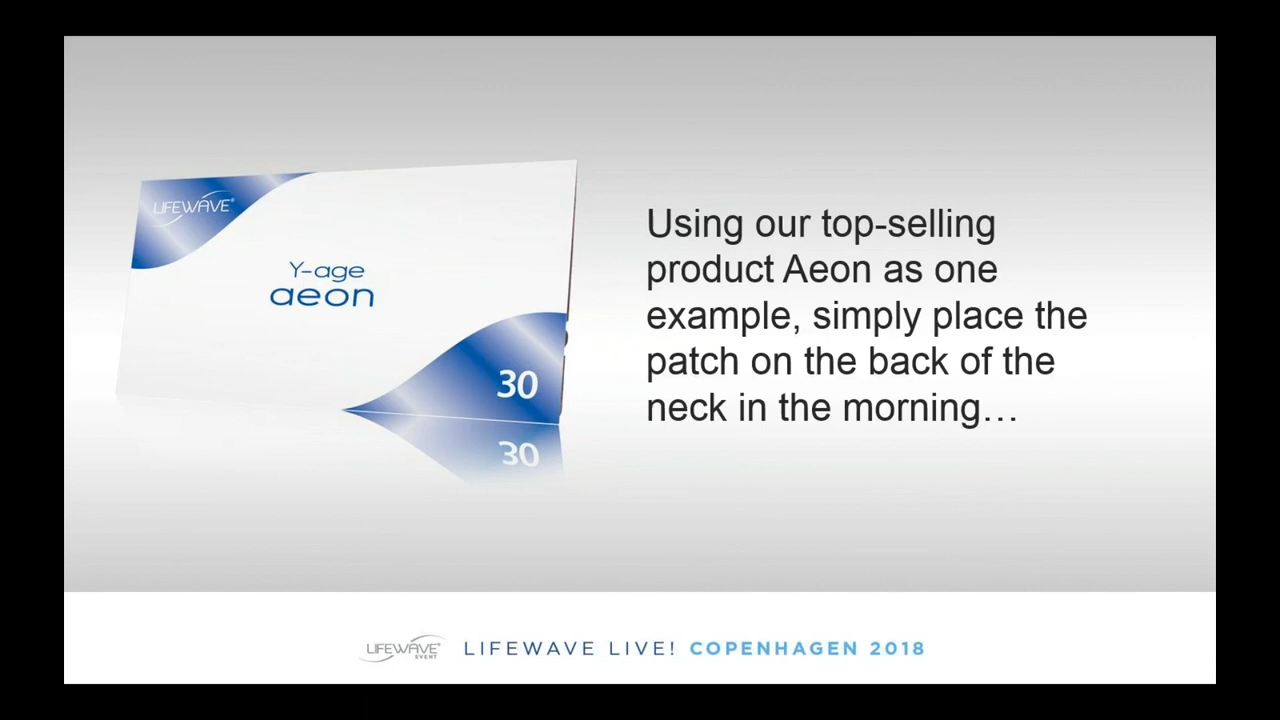 LIFEWAVE®
Y-age
aeon
30
30
Using our top-selling
product Aeon as one
example, simply place the
patch on the back of the
neck in the morning…
LIFEWAVE®
EVENT
LIFEWAVE LIVE! COPENHAGEN 2018